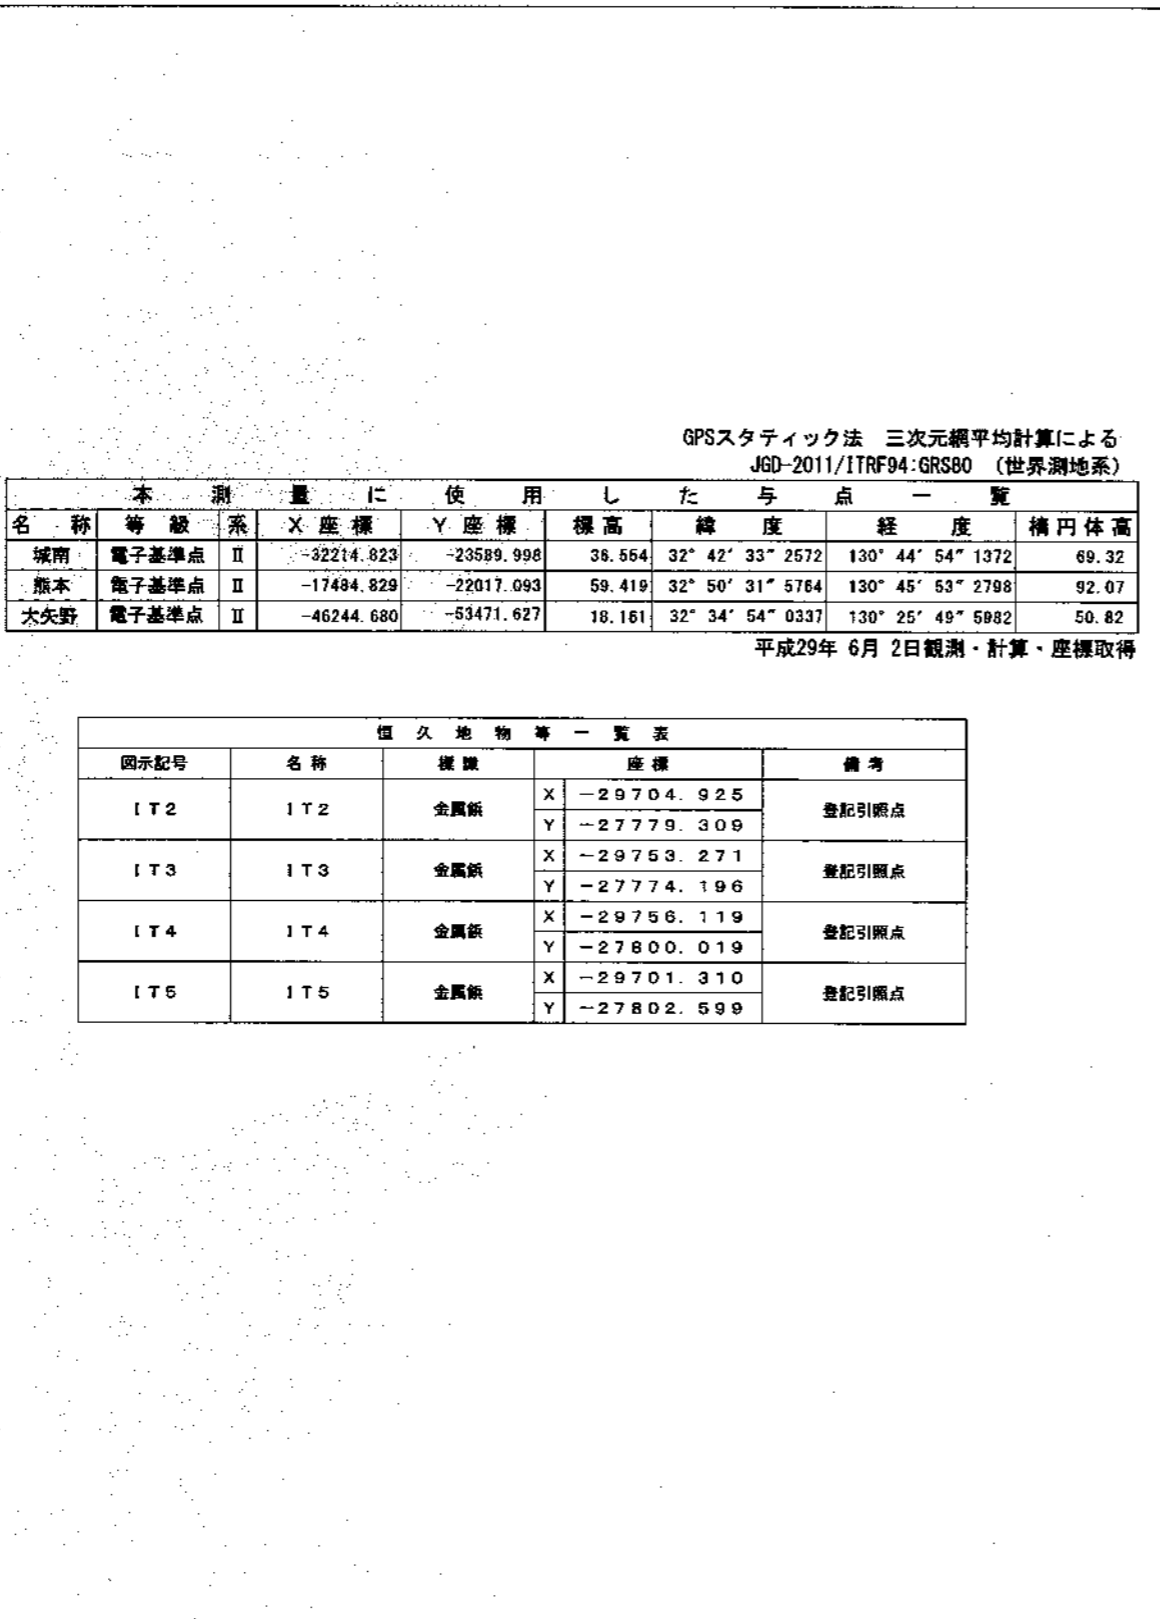 GPSスタティック法 三次元網平均計算による
JGD-2011/ITRF94:GRS80 (世界測地系)
本測量に使用した与点一覧
名称 等級 系 X座標 Y座標 標高 緯度 経度 楕円体高
城南 電子基準点 II -32214.823 -23589.998 36.554 32° 42′ 33″ 2572 130° 44′ 54″ 1372 69.32
熊本 電子基準点 II -17484.829 -22017.093 59.419 32° 50′ 31″ 5764 130° 45′ 53″ 2798 92.07
大矢野 電子基準点 II -46244.680 -53471.627 18.161 32° 34′ 54″ 0337 130° 25′ 49″ 5982 50.82
平成29年 6月 2日観測・計算・座標取得
恒久地物等一覧表
図示記号 名称 標識 座標 備考
IT2 IT2 金属鋲 X -29704.925 登記引照点
Y -27779.309
IT3 IT3 金属鋲 X -29753.271 登記引照点
Y -27774.196
IT4 IT4 金属鋲 X -29756.119 登記引照点
Y -27800.019
IT5 IT5 金属鋲 X -29701.310 登記引照点
Y -27802.599